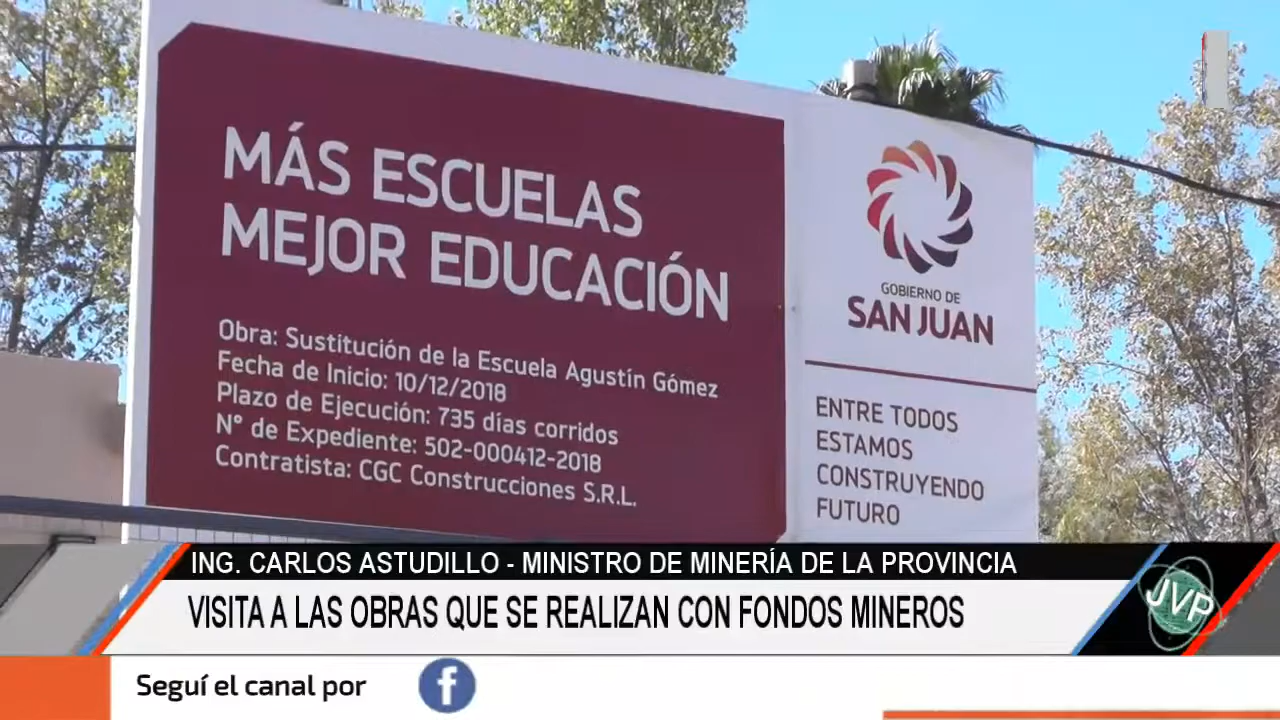 MÁS ESCUELAS
MEJOR EDUCACIÓN
Obra: Sustitución de la Escuela Agustín Gómez
Fecha de Inicio: 10/12/2018
Plazo de Ejecución: 735 días corridos
N° de Expediente: 502-000412-2018
Contratista: CGC Construcciones S.R.L.
GOBIERNO DE
SAN JUAN
ENTRE TODOS
ESTAMOS
CONSTRUYENDO
FUTURO
ING. CARLOS ASTUDILLO - MINISTRO DE MINERÍA DE LA PROVINCIA
VISITA A LAS OBRAS QUE SE REALIZAN CON FONDOS MINEROS
JVP
Seguí el canal por
f